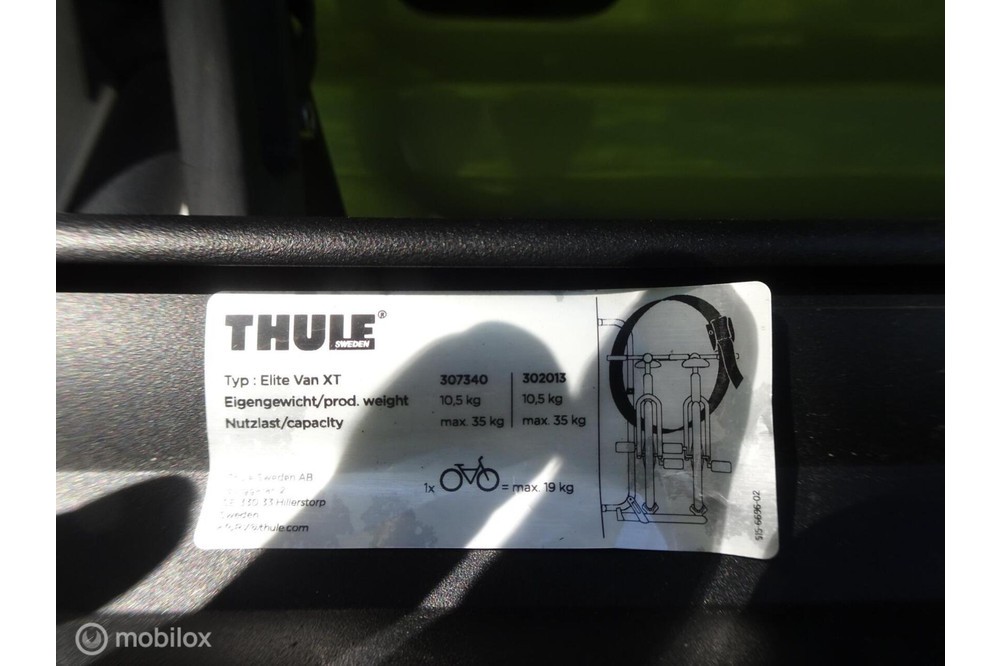 THULE®
SWEDEN
Typ : Elite Van XT 307340 302013
Eigengewicht/prod. weight 10,5 kg 10,5 kg
Nutzlast/capacity max. 35 kg max. 35 kg
Sweden AB
330 33 Hillerstorp
Sweden
thule.com
1x = max. 19 kg
515-6696-02
mobilox